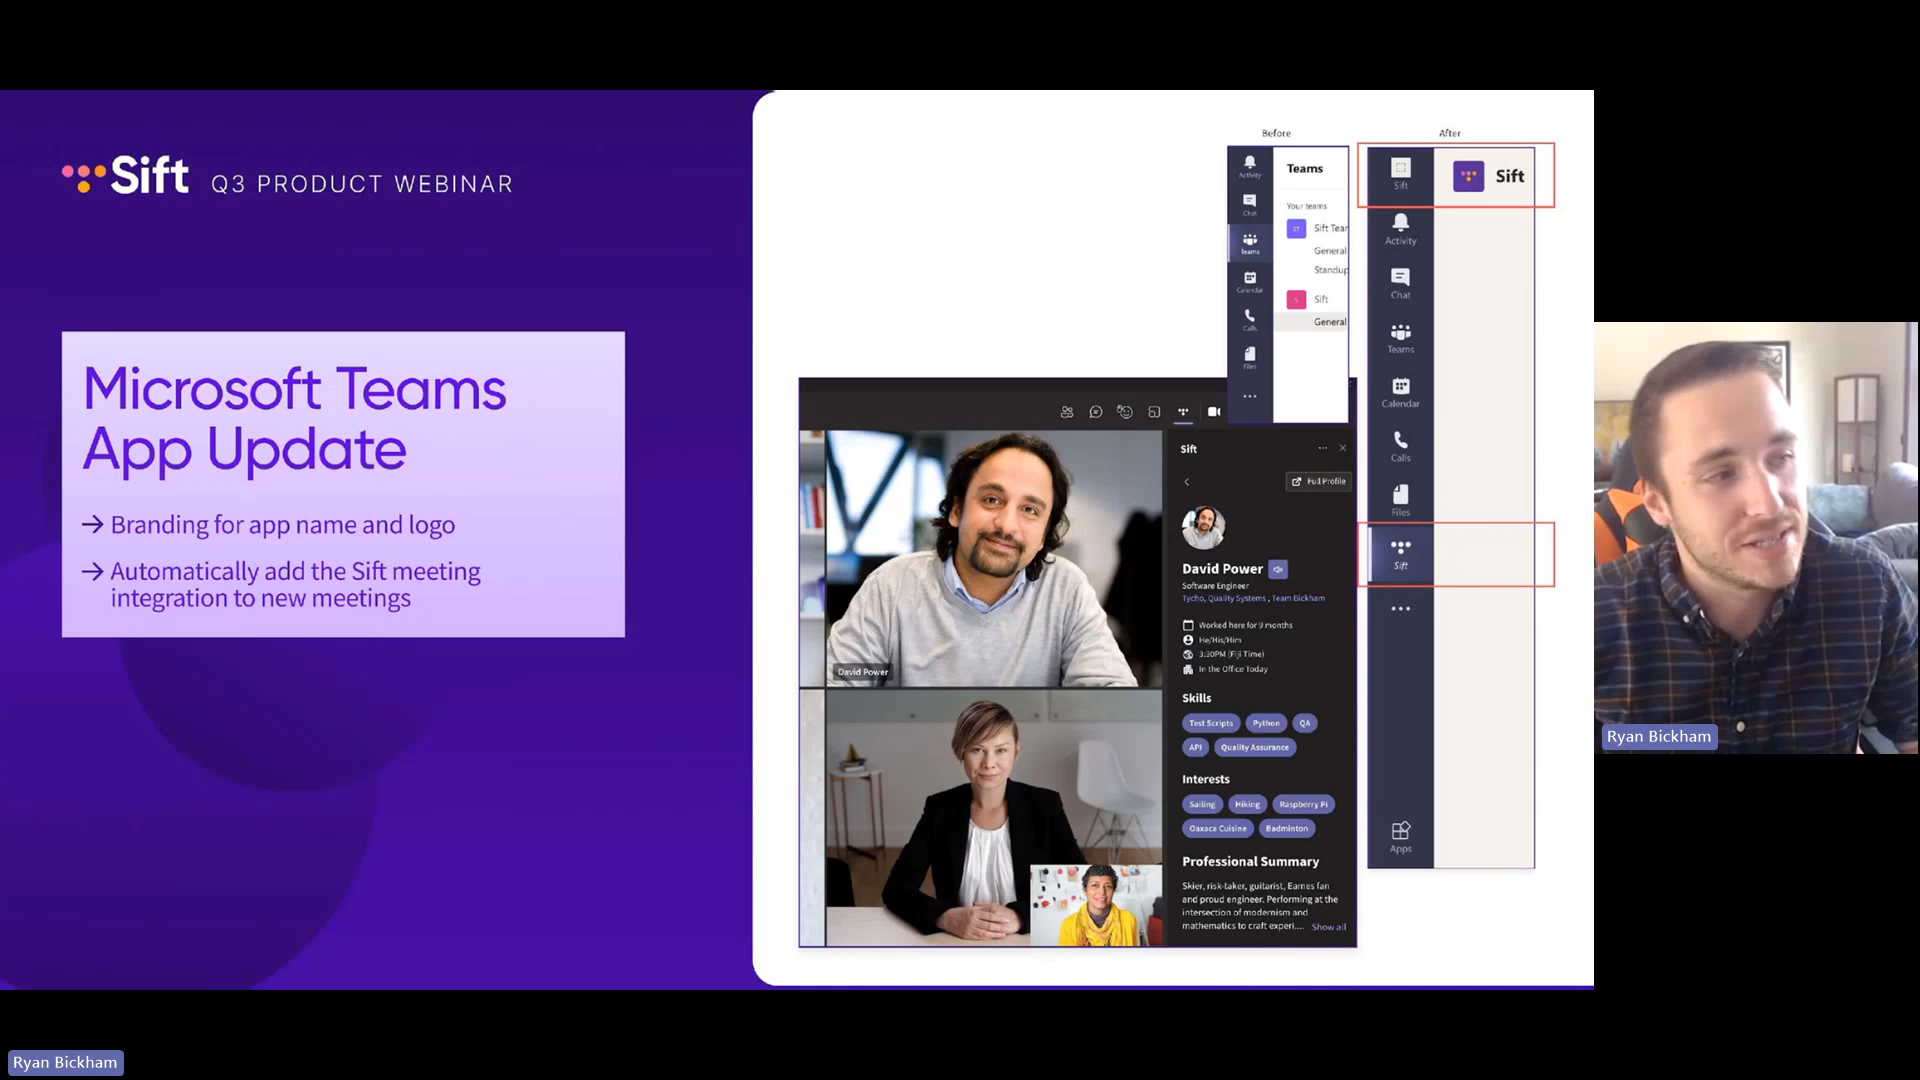 Sift Q3 PRODUCT WEBINAR
Microsoft Teams
App Update
→ Branding for app name and logo
→ Automatically add the Sift meeting
integration to new meetings
Before
Activity
Chat
Teams
Calendar
Calls
Files
Teams
Your teams
ST Sift Tear
General
Standup
S Sift
General
After
Sift
Sift
Activity
Chat
Teams
Calendar
Calls
Files
Sift
Apps
David Power
Sift
Full Profile
David Power
Software Engineer
Tycho, Quality Systems , Team Bickham
Worked here for 9 months
He/His/Him
3:30PM (Fiji Time)
In the Office Today
Skills
Test Scripts Python QA
API Quality Assurance
Interests
Sailing Hiking Raspberry Pi
Oaxaca Cuisine Badminton
Professional Summary
Skier, risk-taker, guitarist, Eames fan
and proud engineer. Performing at the
intersection of modernism and
mathematics to craft experi.... Show all
Ryan Bickham
Ryan Bickham